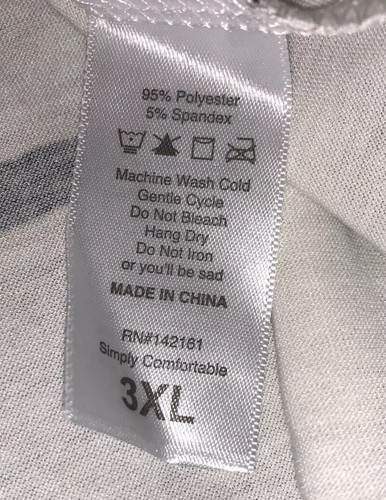 95% Polyester
5% Spandex
Machine Wash Cold
Gentle Cycle
Do Not Bleach
Hang Dry
Do Not Iron
or you'll be sad
MADE IN CHINA
RN#142161
Simply Comfortable
3XL